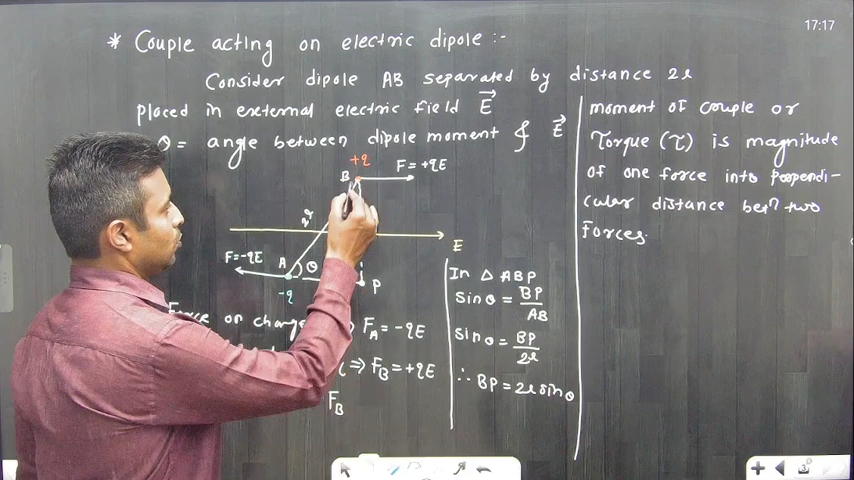 17:17
* Couple acting on electric dipole :-
Consider dipole AB separated by distance 2l
placed in external electric field E⃗
θ = angle between dipole moment & E⃗
+q
B
F = +qE
E
F = -qE
A
θ
-q
P
Force on charge ⇒ F_A = -qE
⇒ F_B = +qE
F_B
In △ ABP
sinθ = BP/AB
sinθ = BP/2l
∴ BP = 2l sinθ
moment of couple or
Torque (τ) is magnitude
of one force into perpendi-
cular distance betⁿ two
forces.
3